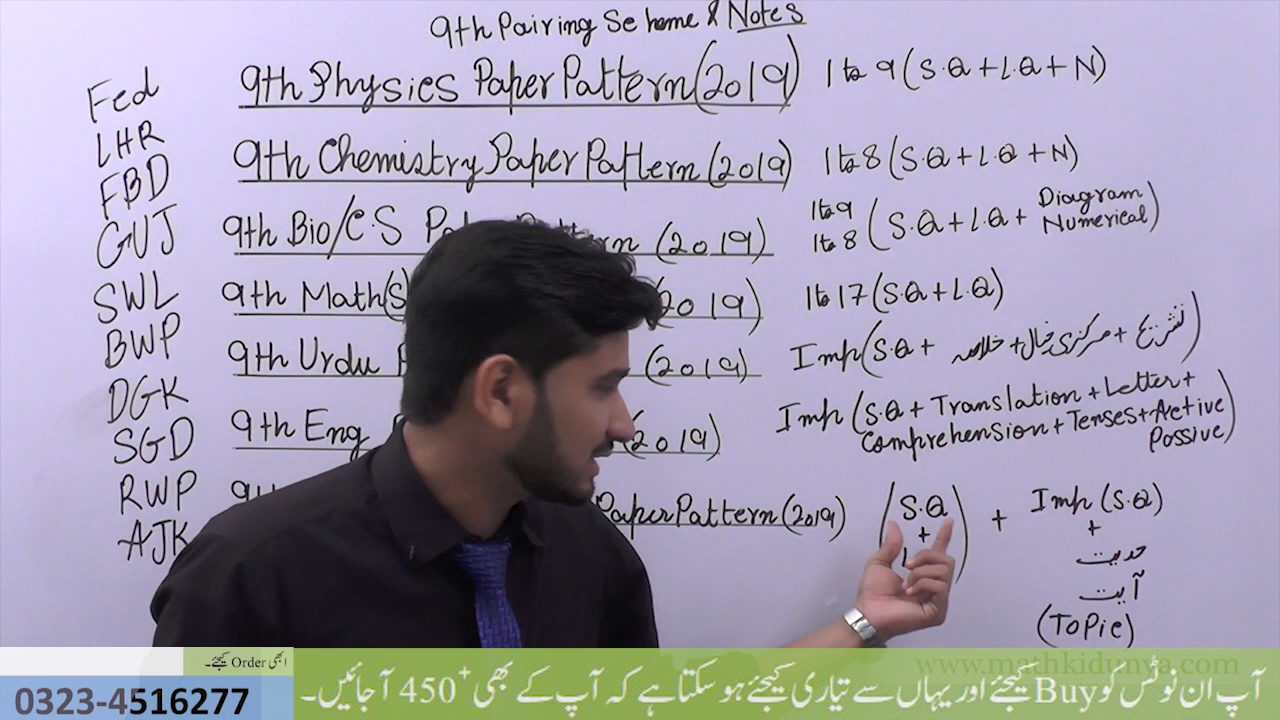 9th Pairing Scheme & Notes
Fed
LHR
FBD
GUJ
SWL
BWP
DGK
SGD
RWP
AJK
9th Physics Paper Pattern (2019) 1 to 9 (S.Q + L.Q + N)
9th Chemistry Paper Pattern (2019) 1 to 8 (S.Q + L.Q + N)
9th Bio/C.S (2019) 1 to 9 1 to 8 (S.Q + L.Q + Diagram Numerical)
9th Math(S) (2019) 1 to 17 (S.Q + L.Q)
9th Urdu (2019) Imp (S.Q + خلاصہ + مرکزی خیال + تشریح)
9th Eng (2019) Imp (S.Q + Translation + Letter +
Comprehension + Tenses + Active
Possive)
Paper Pattern (2019) (S.Q + + Imp (S.Q)
+
حدیث
آیت
(Topic)
www.mathkidunya.com
ابھی Order کیجئے۔
0323-4516277
آپ ان نوٹس کو Buy کیجئے اور یہاں سے تیاری کیجئے ہو سکتا ہے کہ آپ کے بھی 450+ آ جائیں۔